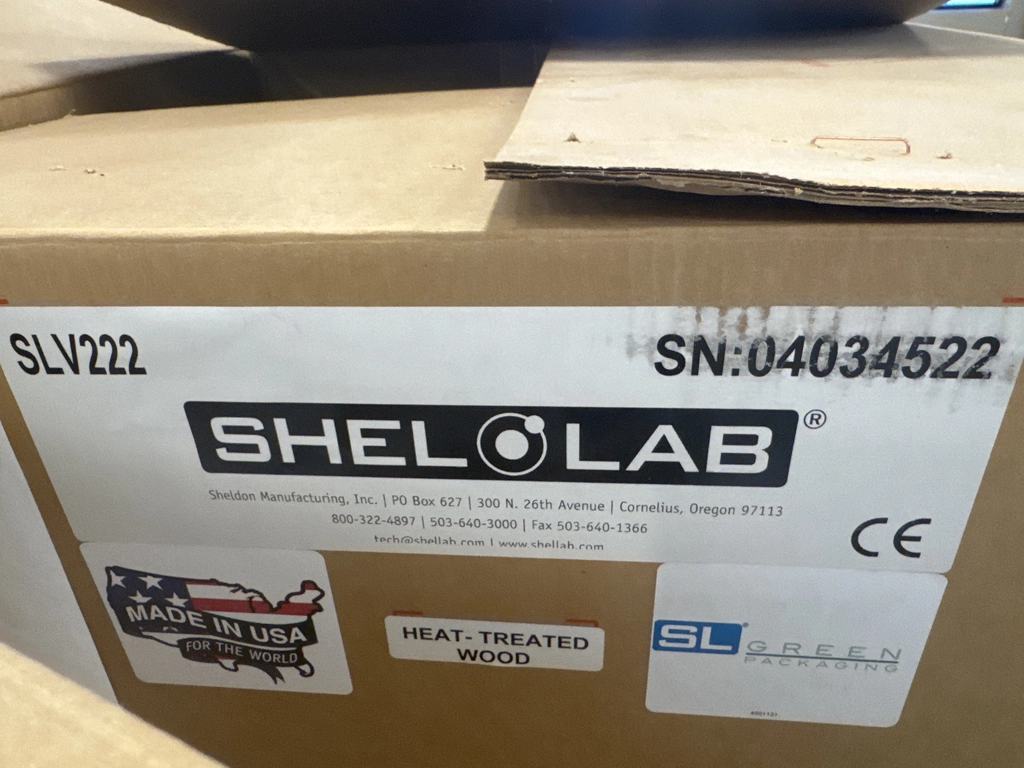 SLV222
SN:04034522
SHEL LAB®
Sheldon Manufacturing, Inc. | PO Box 627 | 300 N. 26th Avenue | Cornelius, Oregon 97113
800-322-4897 | 503-640-3000 | Fax 503-640-1366
tech@shellab.com | www.shellab.com
CE
MADE IN USA
FOR THE WORLD
HEAT-TREATED
WOOD
SL® GREEN
PACKAGING